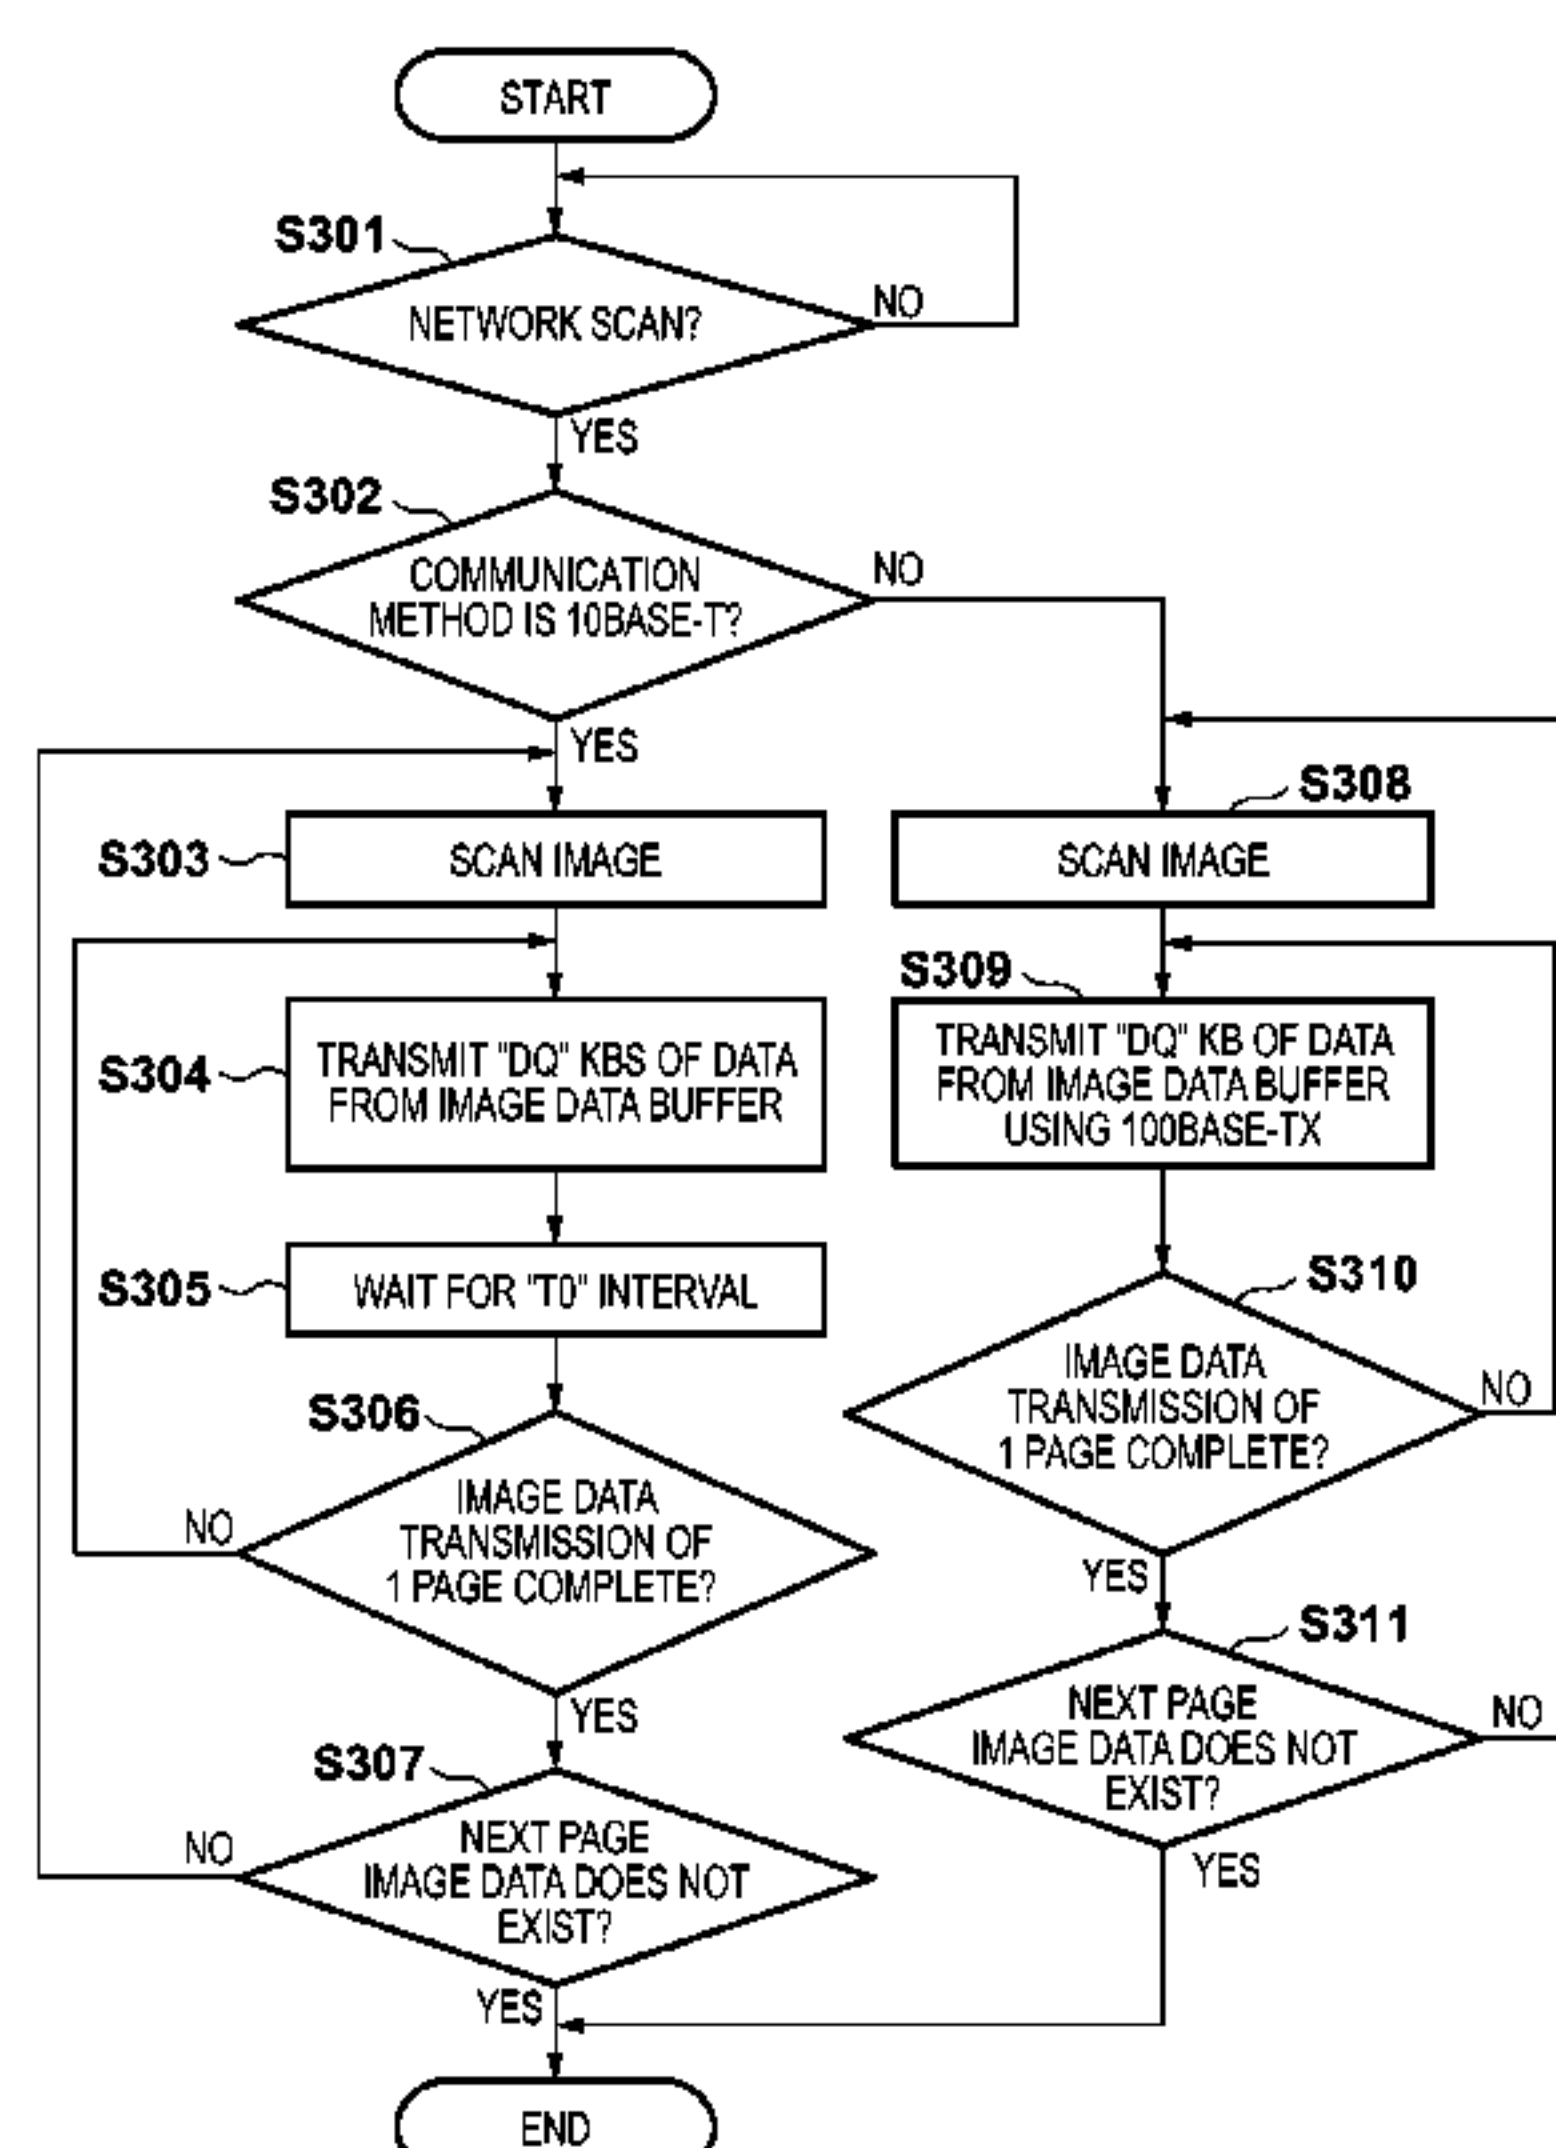 START
S301
NETWORK SCAN?
NO
YES
S302
COMMUNICATION
METHOD IS 10BASE-T?
NO
YES
S303
SCAN IMAGE
S304
TRANSMIT "DQ" KBS OF DATA
FROM IMAGE DATA BUFFER
S305
WAIT FOR "T0" INTERVAL
S306
IMAGE DATA
TRANSMISSION OF
1 PAGE COMPLETE?
NO
YES
S307
NEXT PAGE
IMAGE DATA DOES NOT
EXIST?
NO
YES
S308
SCAN IMAGE
S309
TRANSMIT "DQ" KB OF DATA
FROM IMAGE DATA BUFFER
USING 100BASE-TX
S310
IMAGE DATA
TRANSMISSION OF
1 PAGE COMPLETE?
NO
YES
S311
NEXT PAGE
IMAGE DATA DOES NOT
EXIST?
NO
YES
END